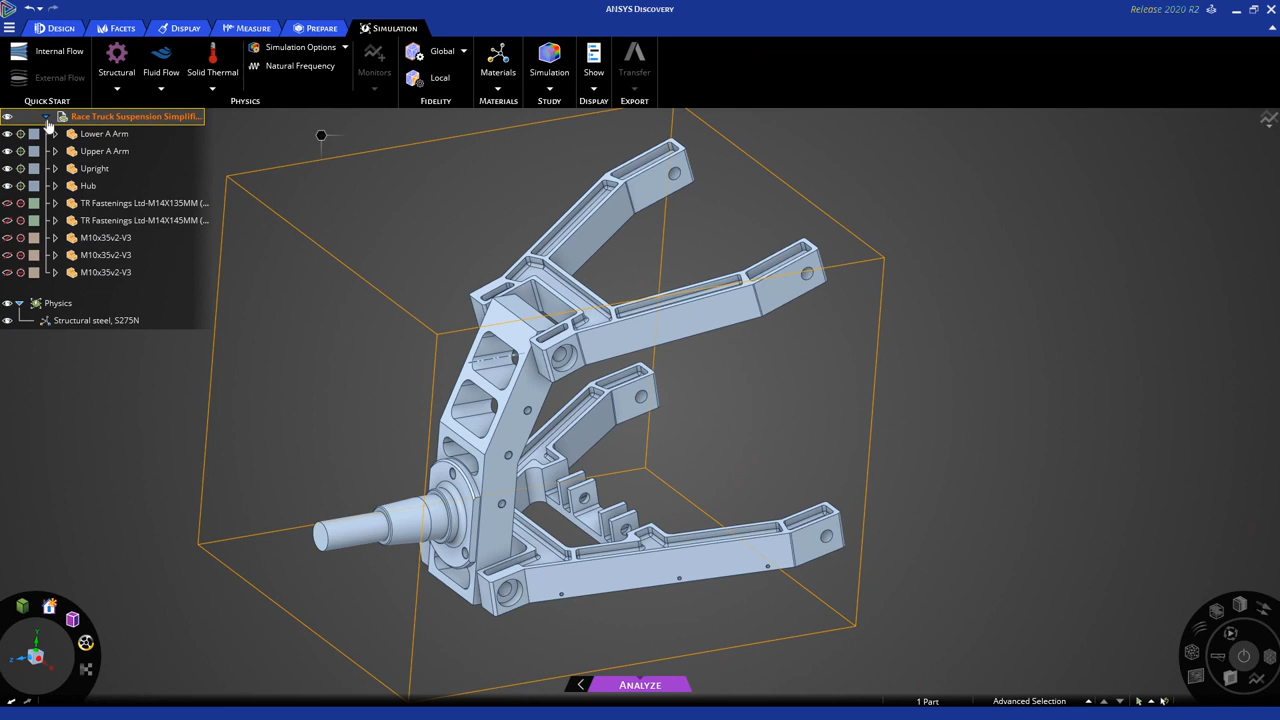 ANSYS Discovery
Release 2020 R2
DESIGN
FACETS
DISPLAY
MEASURE
PREPARE
SIMULATION
Internal Flow
External Flow
QUICK START
Structural
Fluid Flow
Solid Thermal
Simulation Options
Natural Frequency
PHYSICS
Monitors
Global
Local
FIDELITY
Materials
MATERIALS
Simulation
STUDY
Show
DISPLAY
Transfer
EXPORT
Race Truck Suspension Simplifi...
Lower A Arm
Upper A Arm
Upright
Hub
TR Fastenings Ltd-M14X135MM (...
TR Fastenings Ltd-M14X145MM (...
M10x35v2-V3
M10x35v2-V3
M10x35v2-V3
Physics
Structural steel, S275N
Y
Z
X
ANALYZE
1 Part
Advanced Selection